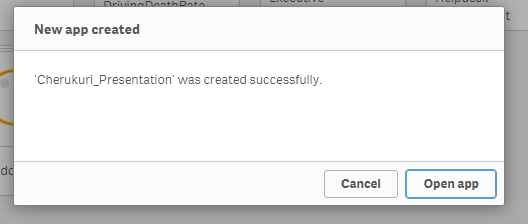 DrivingDeathRate
Executive
Helpdesk
t
New app created
'Cherukuri_Presentation' was created successfully.
Cancel
Open app